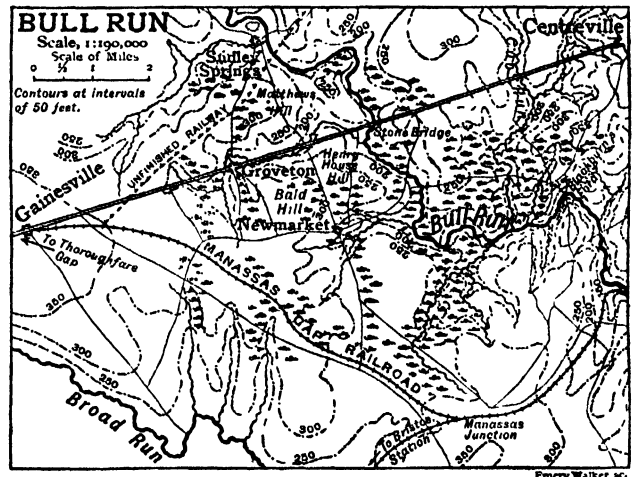 BULL RUN
Scale, 1:190,000
Scale of Miles
0 ½ 1 2
Contours at intervals
of 50 feet.
Centreville
Sudley
Springs
Matthews
Hill
UNFINISHED RAILWAY
Stone Bridge
Groveton
Henry
House
Hill
Bald
Hill
Newmarket
Gainesville
Bull Run
To Thoroughfare
Gap
MANASSAS
GAP RAILROAD
Broad Run
To Bristoe
Station
Manassas
Junction
350
300
250
300
250
300
250
350
300
Emery Walker sc.